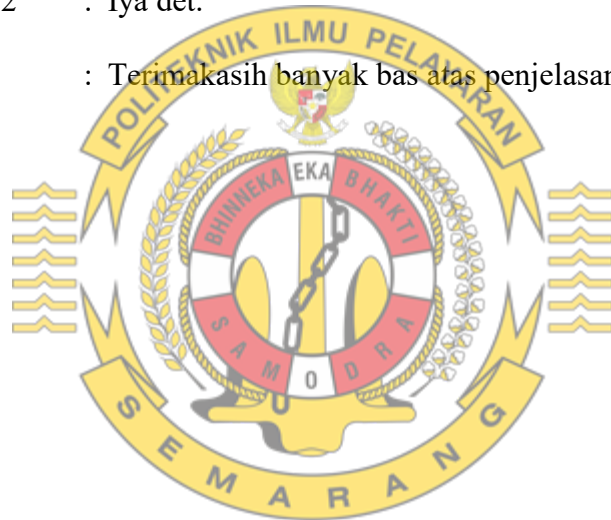 2 : Iya det.
: Terimakasih banyak bas atas penjelasan
POLITEKNIK ILMU PELAYARAN
BHINNEKA EKA BHAKTI
SAMODRA
SEMARANG